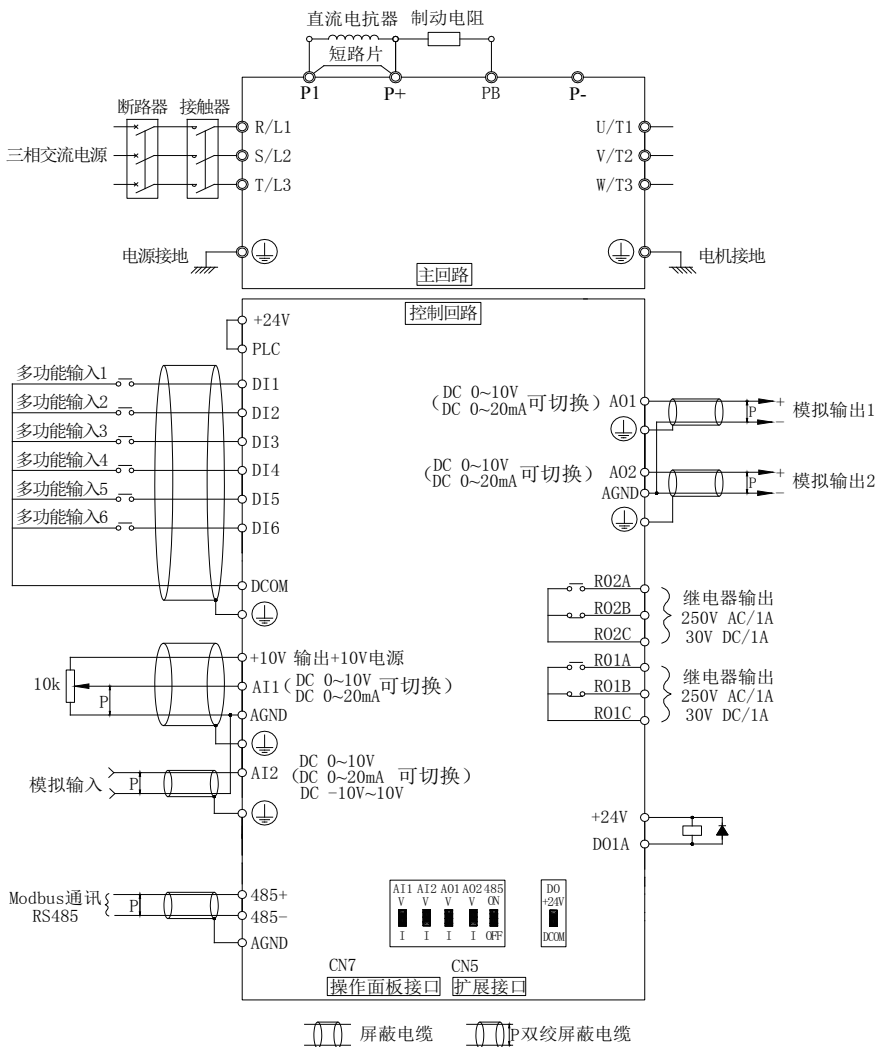 直流电抗器 制动电阻
短路片
P1 P+ PB P-
断路器 接触器
三相交流电源
R/L1
S/L2
T/L3
U/T1
V/T2
W/T3
电源接地
电机接地
主回路
控制回路
+24V
PLC
多功能输入1 DI1
多功能输入2 DI2
多功能输入3 DI3
多功能输入4 DI4
多功能输入5 DI5
多功能输入6 DI6
DCOM
(DC 0~10V
DC 0~20mA可切换) AO1
P
+
-
模拟输出1
(DC 0~10V
DC 0~20mA可切换) AO2
AGND
P
+
-
模拟输出2
RO2A
RO2B
RO2C
继电器输出
250V AC/1A
30V DC/1A
RO1A
RO1B
RO1C
继电器输出
250V AC/1A
30V DC/1A
+10V 输出+10V电源
10k
P
AI1(DC 0~10V
DC 0~20mA可切换)
AGND
模拟输入
P
AI2
DC 0~10V
(DC 0~20mA 可切换)
DC -10V~10V
+24V
DO1A
Modbus通讯
RS485
P
485+
485-
AGND
AI1 AI2 AO1 AO2 485
V V V V ON
I I I I OFF
DO
+24V
DCOM
CN7 CN5
操作面板接口 扩展接口
屏蔽电缆 P双绞屏蔽电缆